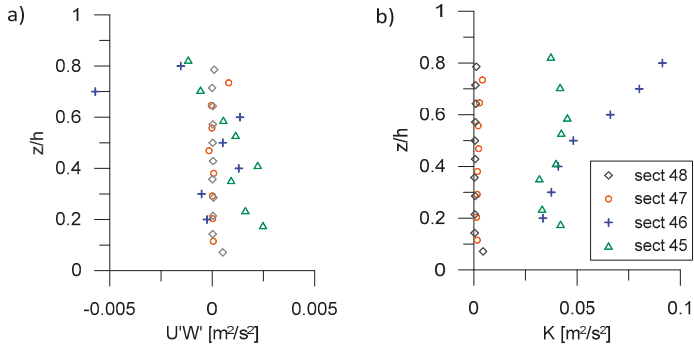 a)
1
0.8
0.6
0.4
0.2
0
z/h
-0.005
0
0.005
U'W' [m²/s²]
b)
1
0.8
0.6
0.4
0.2
0
z/h
0
0.05
0.1
K [m²/s²]
sect 48
sect 47
sect 46
sect 45